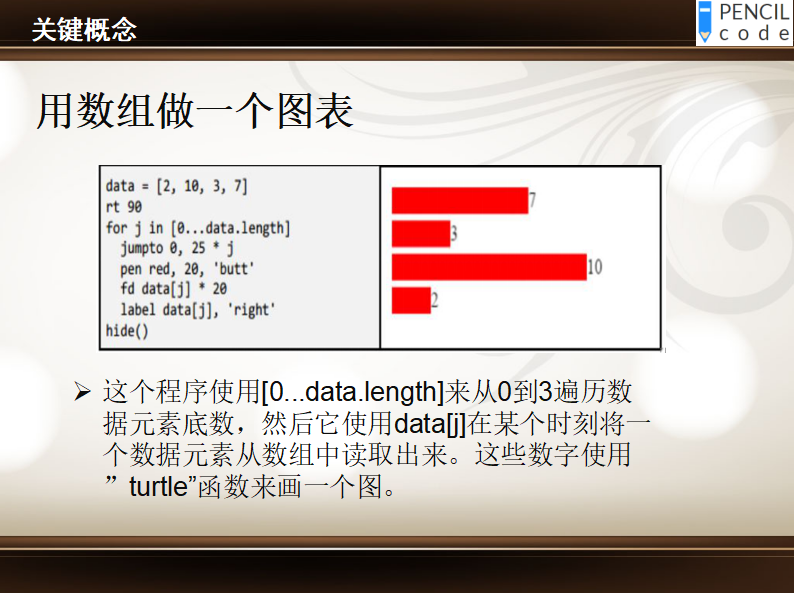 关键概念
PENCIL
code
用数组做一个图表
data = [2, 10, 3, 7]
rt 90
for j in [0...data.length]
jumpto 0, 25 * j
pen red, 20, 'butt'
fd data[j] * 20
label data[j], 'right'
hide()
7
3
10
2
➢ 这个程序使用[0...data.length]来从0到3遍历数
据元素底数，然后它使用data[j]在某个时刻将一
个数据元素从数组中读取出来。这些数字使用
”turtle”函数来画一个图。